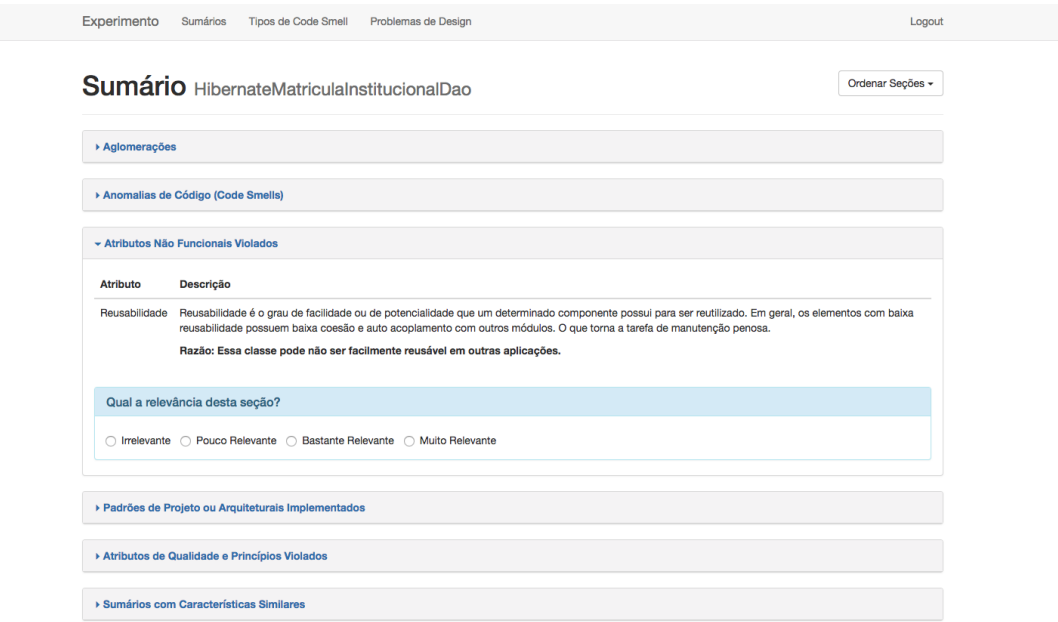 Experimento Sumários Tipos de Code Smell Problemas de Design Logout
Sumário HibernateMatriculaInstitucionalDao Ordenar Seções
Aglomerações
Anomalias de Código (Code Smells)
Atributos Não Funcionais Violados
Atributo Descrição
Reusabilidade Reusabilidade é o grau de facilidade ou de potencialidade que um determinado componente possui para ser reutilizado. Em geral, os elementos com baixa
reusabilidade possuem baixa coesão e auto acoplamento com outros módulos. O que torna a tarefa de manutenção penosa.
Razão: Essa classe pode não ser facilmente reusável em outras aplicações.
Qual a relevância desta seção?
Irrelevante Pouco Relevante Bastante Relevante Muito Relevante
Padrões de Projeto ou Arquiteturais Implementados
Atributos de Qualidade e Princípios Violados
Sumários com Características Similares